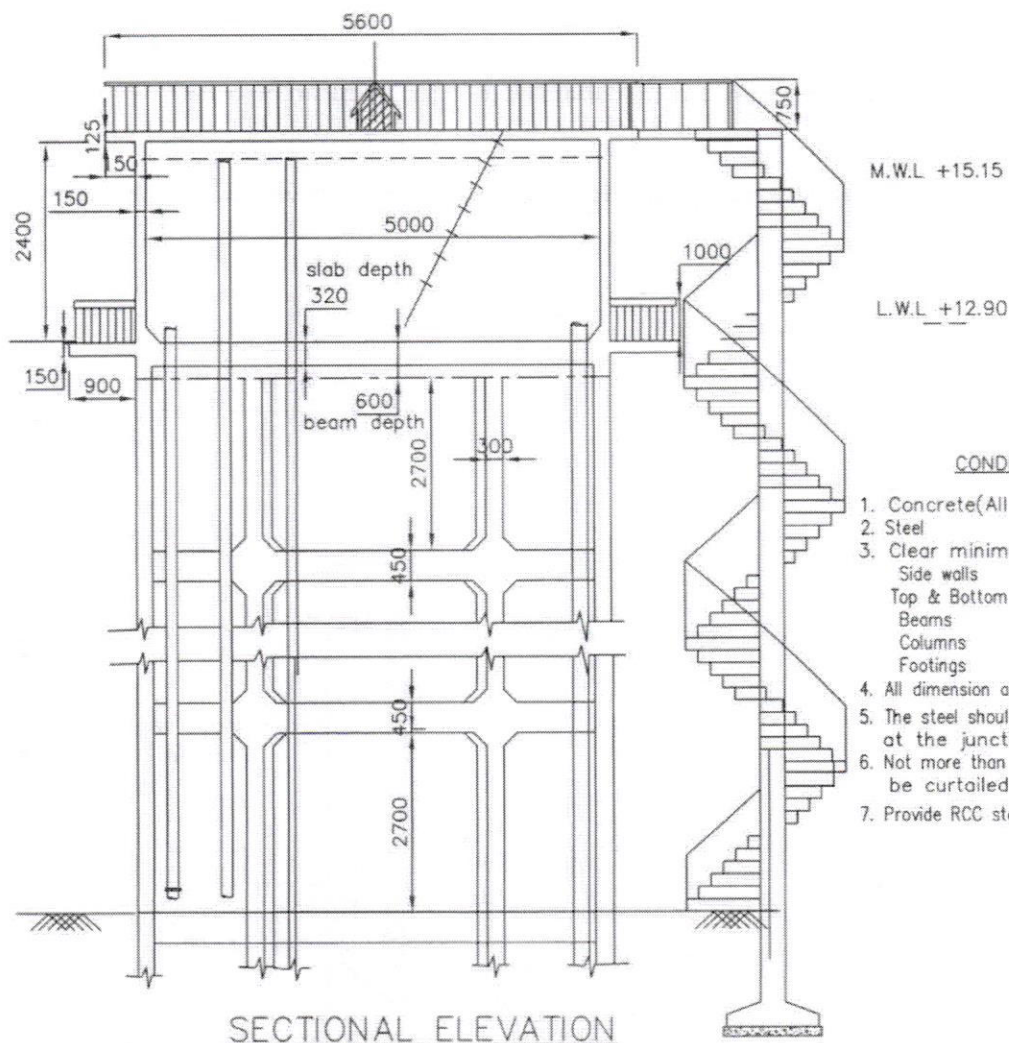 5600
750
125
50
M.W.L +15.15
150
5000
2400
1000
slab depth
320
L.W.L +12.90
150
900
600
beam depth
300
2700
COND
450
1. Concrete(All
2. Steel
3. Clear minim
Side walls
Top & Bottom
Beams
Columns
Footings
4. All dimension a
450
5. The steel shoul
at the junct
6. Not more than
be curtailed
2700
7. Provide RCC st
SECTIONAL ELEVATION